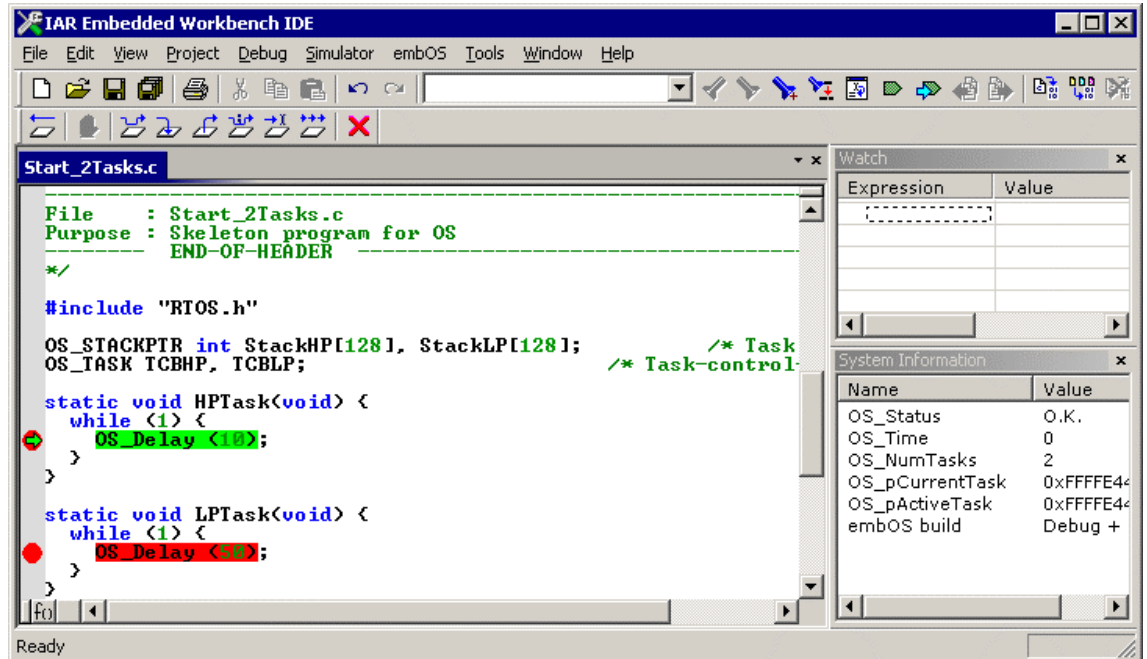 IAR Embedded Workbench IDE
File Edit View Project Debug Simulator embOS Tools Window Help
Start_2Tasks.c
File    : Start_2Tasks.c
Purpose : Skeleton program for OS
--------  END-OF-HEADER  --------
*/
#include "RTOS.h"
OS_STACKPTR int StackHP[128], StackLP[128];          /* Task
OS_TASK TCBHP, TCBLP;                        /* Task-control-
static void HPTask(void) {
  while (1) {
    OS_Delay (10);
  }
}
static void LPTask(void) {
  while (1) {
    OS_Delay (50);
  }
}
fo
Watch
Expression Value
System Information
Name Value
OS_Status O.K.
OS_Time 0
OS_NumTasks 2
OS_pCurrentTask 0xFFFFE44
OS_pActiveTask 0xFFFFE44
embOS build Debug +
Ready